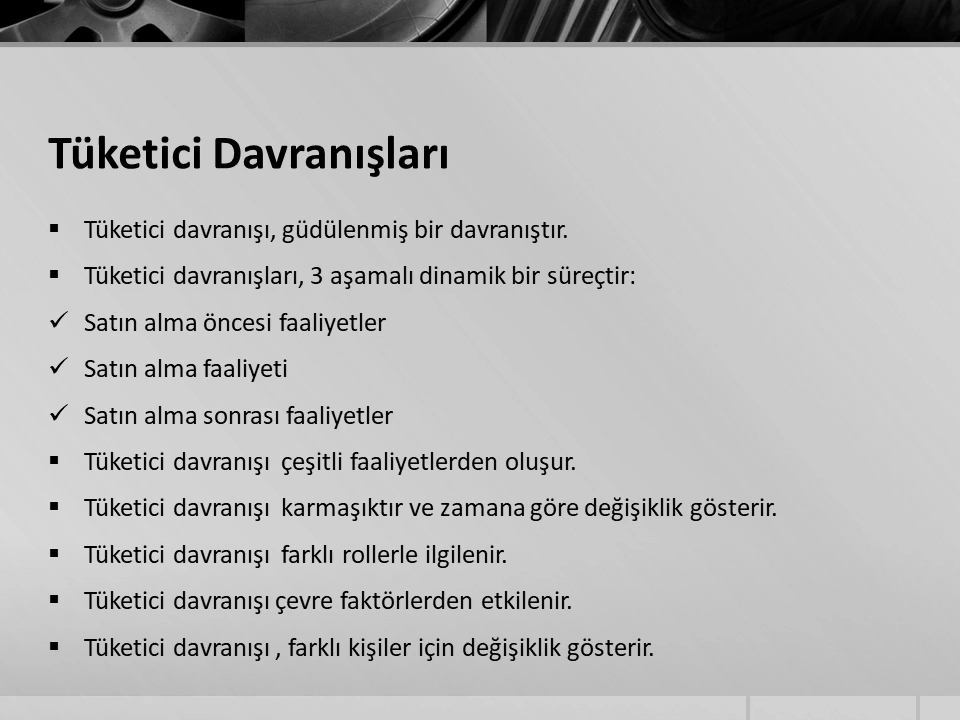 Tüketici Davranışları
▪ Tüketici davranışı, güdülenmiş bir davranıştır.
▪ Tüketici davranışları, 3 aşamalı dinamik bir süreçtir:
✓ Satın alma öncesi faaliyetler
✓ Satın alma faaliyeti
✓ Satın alma sonrası faaliyetler
▪ Tüketici davranışı  çeşitli faaliyetlerden oluşur.
▪ Tüketici davranışı  karmaşıktır ve zamana göre değişiklik gösterir.
▪ Tüketici davranışı  farklı rollerle ilgilenir.
▪ Tüketici davranışı çevre faktörlerden etkilenir.
▪ Tüketici davranışı , farklı kişiler için değişiklik gösterir.